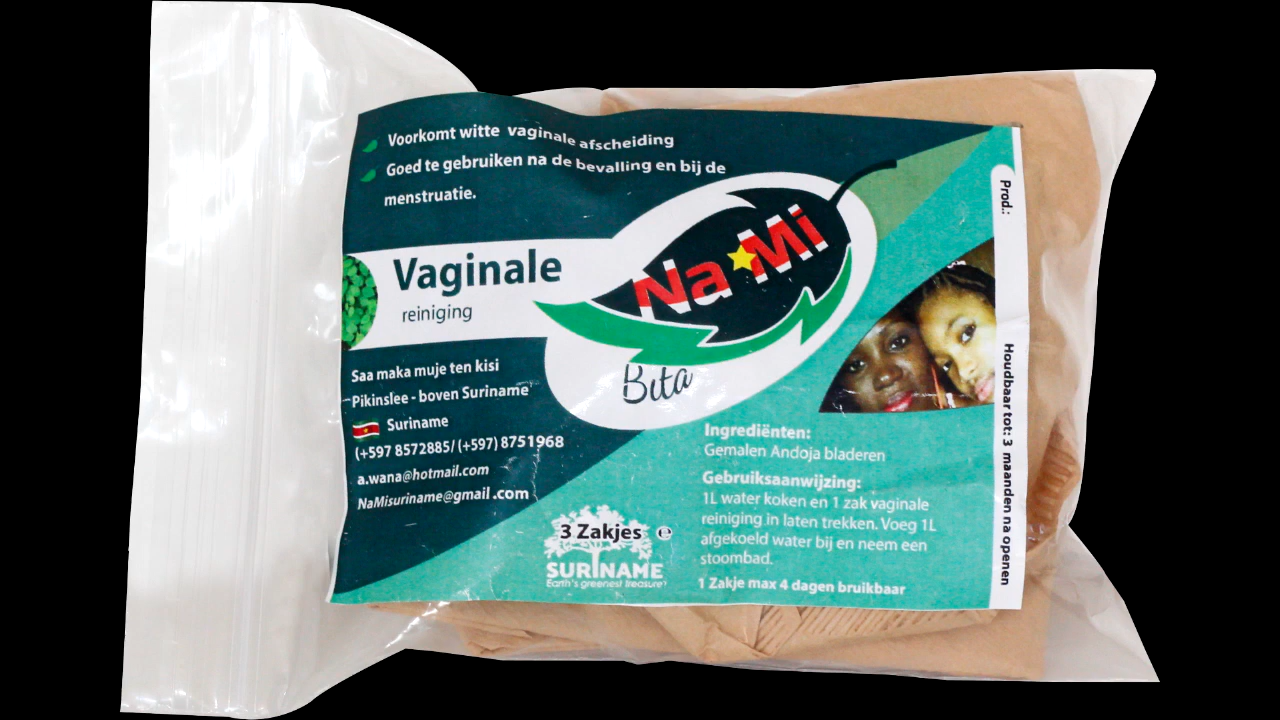 Voorkomt witte vaginale afscheiding
Goed te gebruiken na de bevalling en bij de
menstruatie.
Vaginale
reiniging
Na Mi
Bita
Saa maka muje ten kisi
Pikinslee - boven Suriname
Suriname
(+597 8572885/ (+597) 8751968
a.wana@hotmail.com
NaMisuriname@gmail.com
3 Zakjes e
SURINAME
Earth's greenest treasure
Ingrediënten:
Gemalen Andoja bladeren
Gebruiksaanwijzing:
1L water koken en 1 zak vaginale
reiniging in laten trekken. Voeg 1L
afgekoeld water bij en neem een
stoombad.
1 Zakje max 4 dagen bruikbaar
Prod.:
Houdbaar tot: 3 maanden na openen